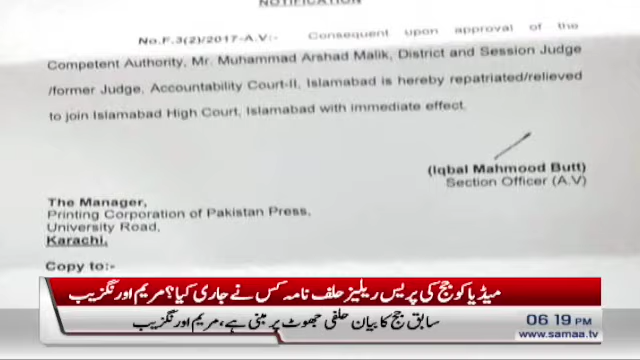 NOTIFICATION
No.F.3(2)/2017-A.V:- Consequent upon approval of the
Competent Authority, Mr. Muhammad Arshad Malik, District and Session Judge
/former Judge, Accountability Court-II, Islamabad is hereby repatriated/relieved
to join Islamabad High Court, Islamabad with immediate effect.
(Iqbal Mahmood Butt)
Section Officer (A.V)
The Manager,
Printing Corporation of Pakistan Press,
University Road,
Karachi.
Copy to:-
میڈیا کو جج کی پریس ریلیز حلف نامہ کس نے جاری کیا؟ مریم اورنگزیب
سابق جج کا بیان حلفی جھوٹ پر مبنی ہے، مریم اورنگزیب
06:19 PM
www.samaa.tv